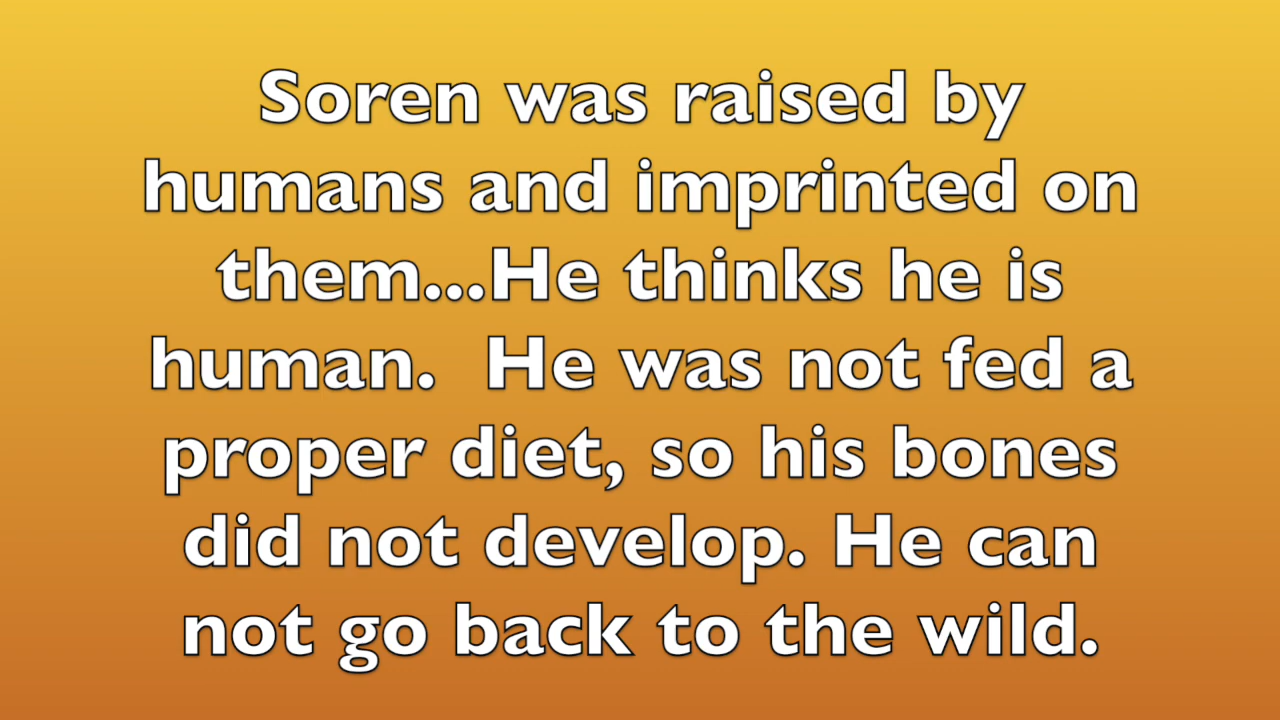 Soren was raised by
humans and imprinted on
them...He thinks he is
human.  He was not fed a
proper diet, so his bones
did not develop. He can
not go back to the wild.